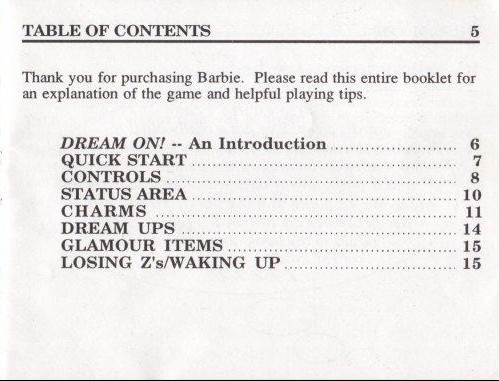 TABLE OF CONTENTS 5
Thank you for purchasing Barbie. Please read this entire booklet for
an explanation of the game and helpful playing tips.
DREAM ON! -- An Introduction ........................... 6
QUICK START ........................... 7
CONTROLS ........................... 8
STATUS AREA ........................... 10
CHARMS ........................... 11
DREAM UPS ........................... 14
GLAMOUR ITEMS ........................... 15
LOSING Z's/WAKING UP ........................... 15